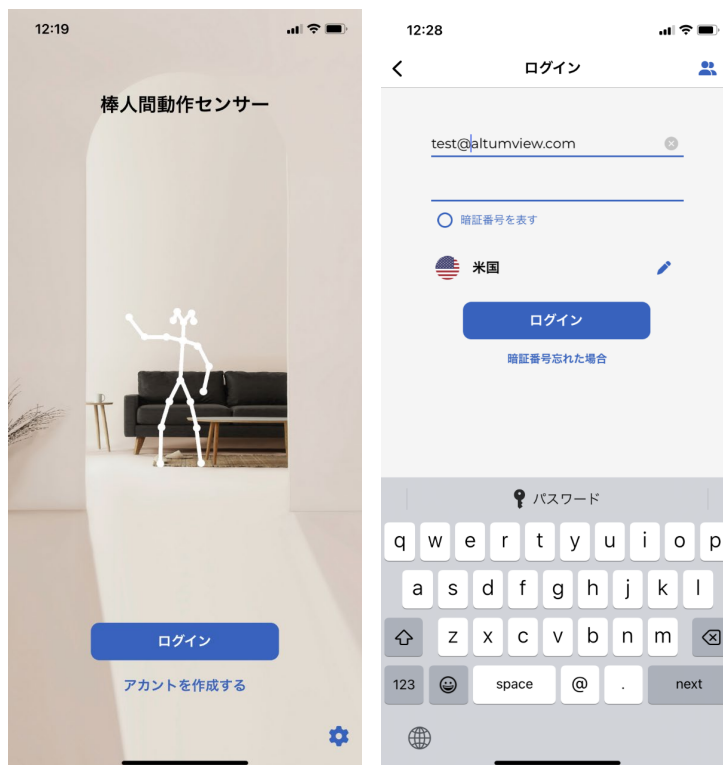 12:19
棒人間動作センサー
ログイン
アカントを作成する
12:28
ログイン
test@altumview.com
暗証番号を表す
米国
ログイン
暗証番号忘れた場合
パスワード
q w e r t y u i o p
a s d f g h j k l
z x c v b n m
123 space @ . next